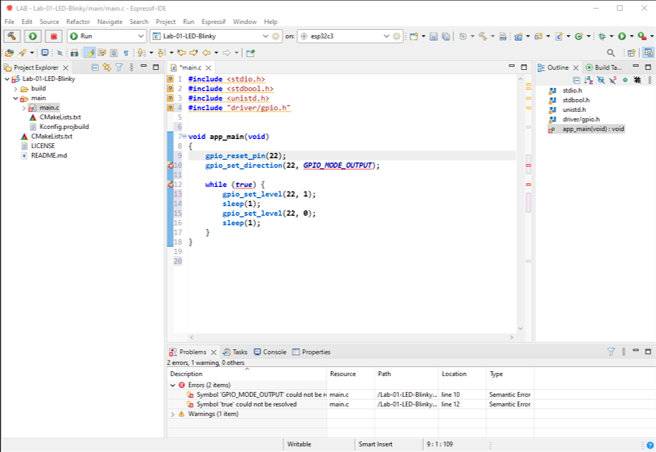 LAB - Lab-01-LED-Blinky/main/main.c - Espressif-IDE
File Edit Source Refactor Navigate Search Project Run Espressif Window Help
Run Lab-01-LED-Blinky on: esp32c3
Project Explorer
Lab-01-LED-Blinky
build
main
main.c
CMakeLists.txt
Kconfig.projbuild
CMakeLists.txt
LICENSE
README.md
*main.c
1 #include <stdio.h>
2 #include <stdbool.h>
3 #include <unistd.h>
4 #include "driver/gpio.h"
5
6
7 void app_main(void)
8 {
9 gpio_reset_pin(22);
10 gpio_set_direction(22, GPIO_MODE_OUTPUT);
11
12 while (true) {
13 gpio_set_level(22, 1);
14 sleep(1);
15 gpio_set_level(22, 0);
16 sleep(1);
17 }
18 }
19
20
Outline Build Ta...
stdio.h
stdbool.h
unistd.h
driver/gpio.h
app_main(void) : void
Problems Tasks Console Properties
2 errors, 1 warning, 0 others
Description Resource Path Location Type
Errors (2 items)
Symbol 'GPIO_MODE_OUTPUT' could not be re main.c /Lab-01-LED-Blinky... line 10 Semantic Error
Symbol 'true' could not be resolved main.c /Lab-01-LED-Blinky... line 12 Semantic Error
Warnings (1 item)
Writable Smart Insert 9 : 1 : 109